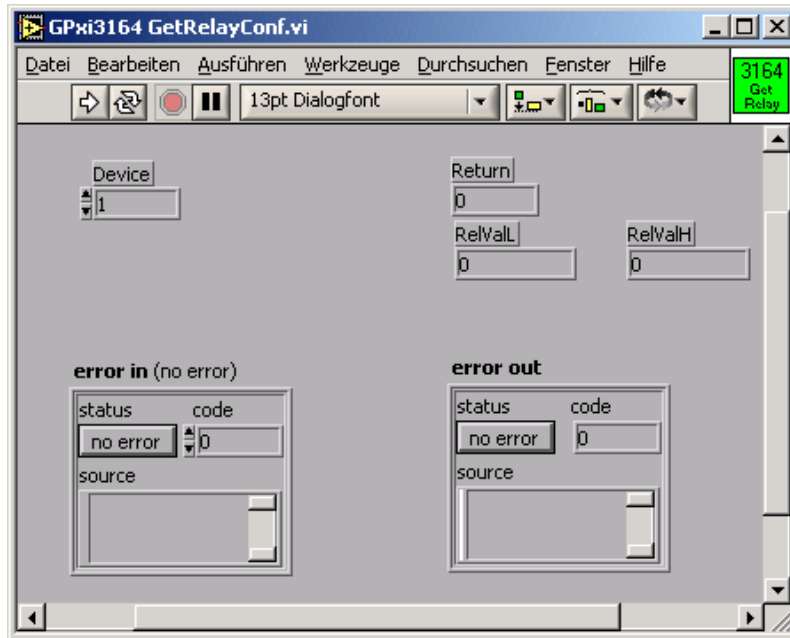 GPxi3164 GetRelayConf.vi
Datei Bearbeiten Ausführen Werkzeuge Durchsuchen Fenster Hilfe
3164
Get
Relay
13pt Dialogfont
Device
1
Return
0
RelValL
0
RelValH
0
error in (no error)
status code
no error 0
source
error out
status code
no error 0
source